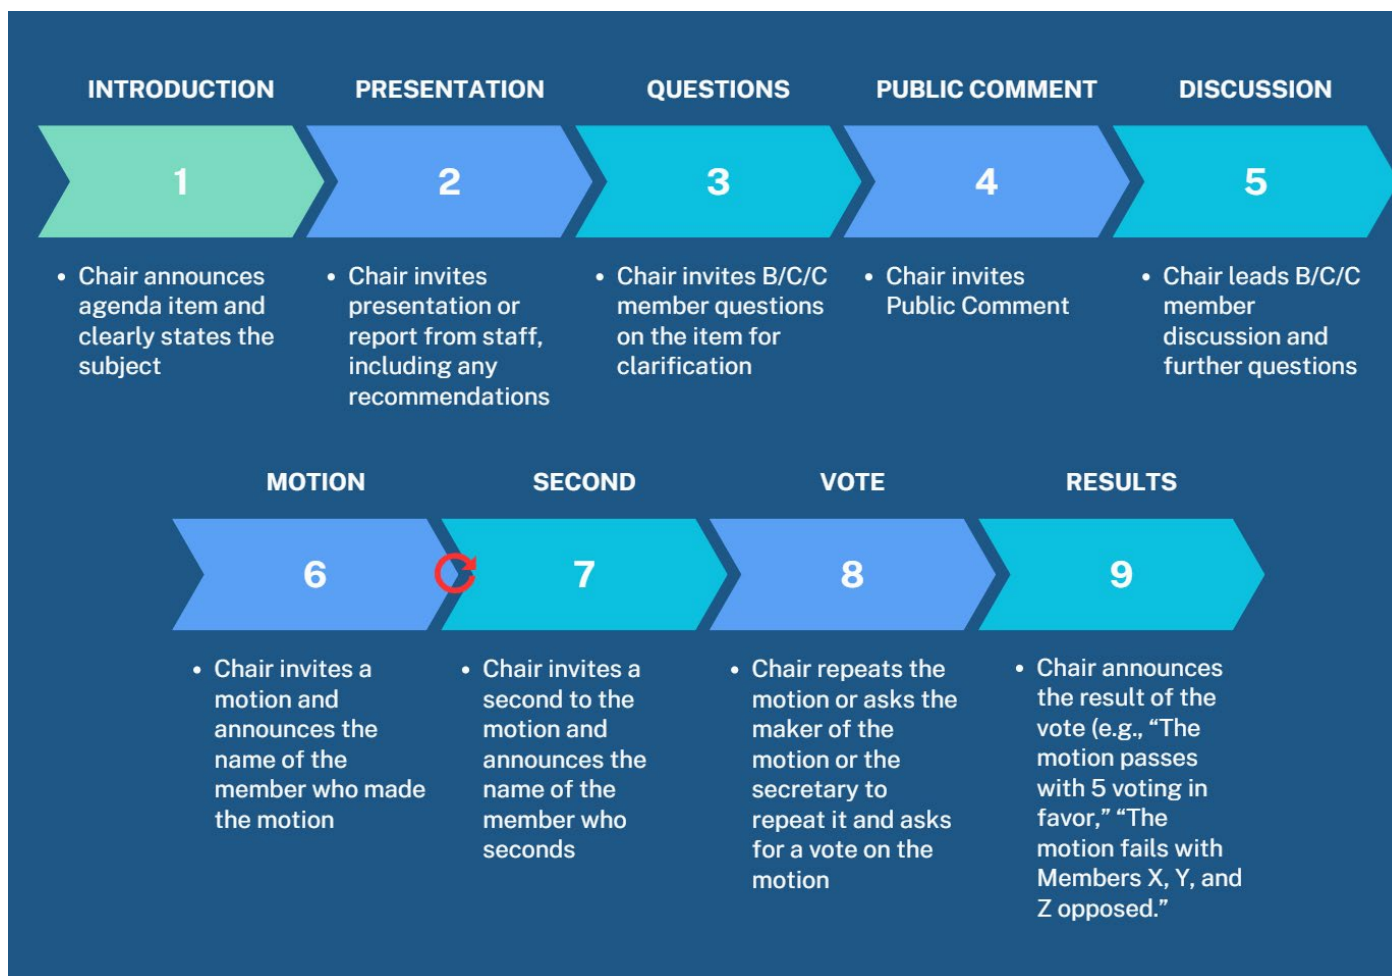 INTRODUCTION
1
• Chair announces
agenda item and
clearly states the
subject
PRESENTATION
2
• Chair invites
presentation or
report from staff,
including any
recommendations
QUESTIONS
3
• Chair invites B/C/C
member questions
on the item for
clarification
PUBLIC COMMENT
4
• Chair invites
Public Comment
DISCUSSION
5
• Chair leads B/C/C
member
discussion and
further questions
MOTION
6
• Chair invites a
motion and
announces the
name of the
member who made
the motion
SECOND
7
• Chair invites a
second to the
motion and
announces the
name of the
member who
seconds
VOTE
8
• Chair repeats the
motion or asks the
maker of the
motion or the
secretary to
repeat it and asks
for a vote on the
motion
RESULTS
9
• Chair announces
the result of the
vote (e.g., “The
motion passes
with 5 voting in
favor,” “The
motion fails with
Members X, Y, and
Z opposed.”